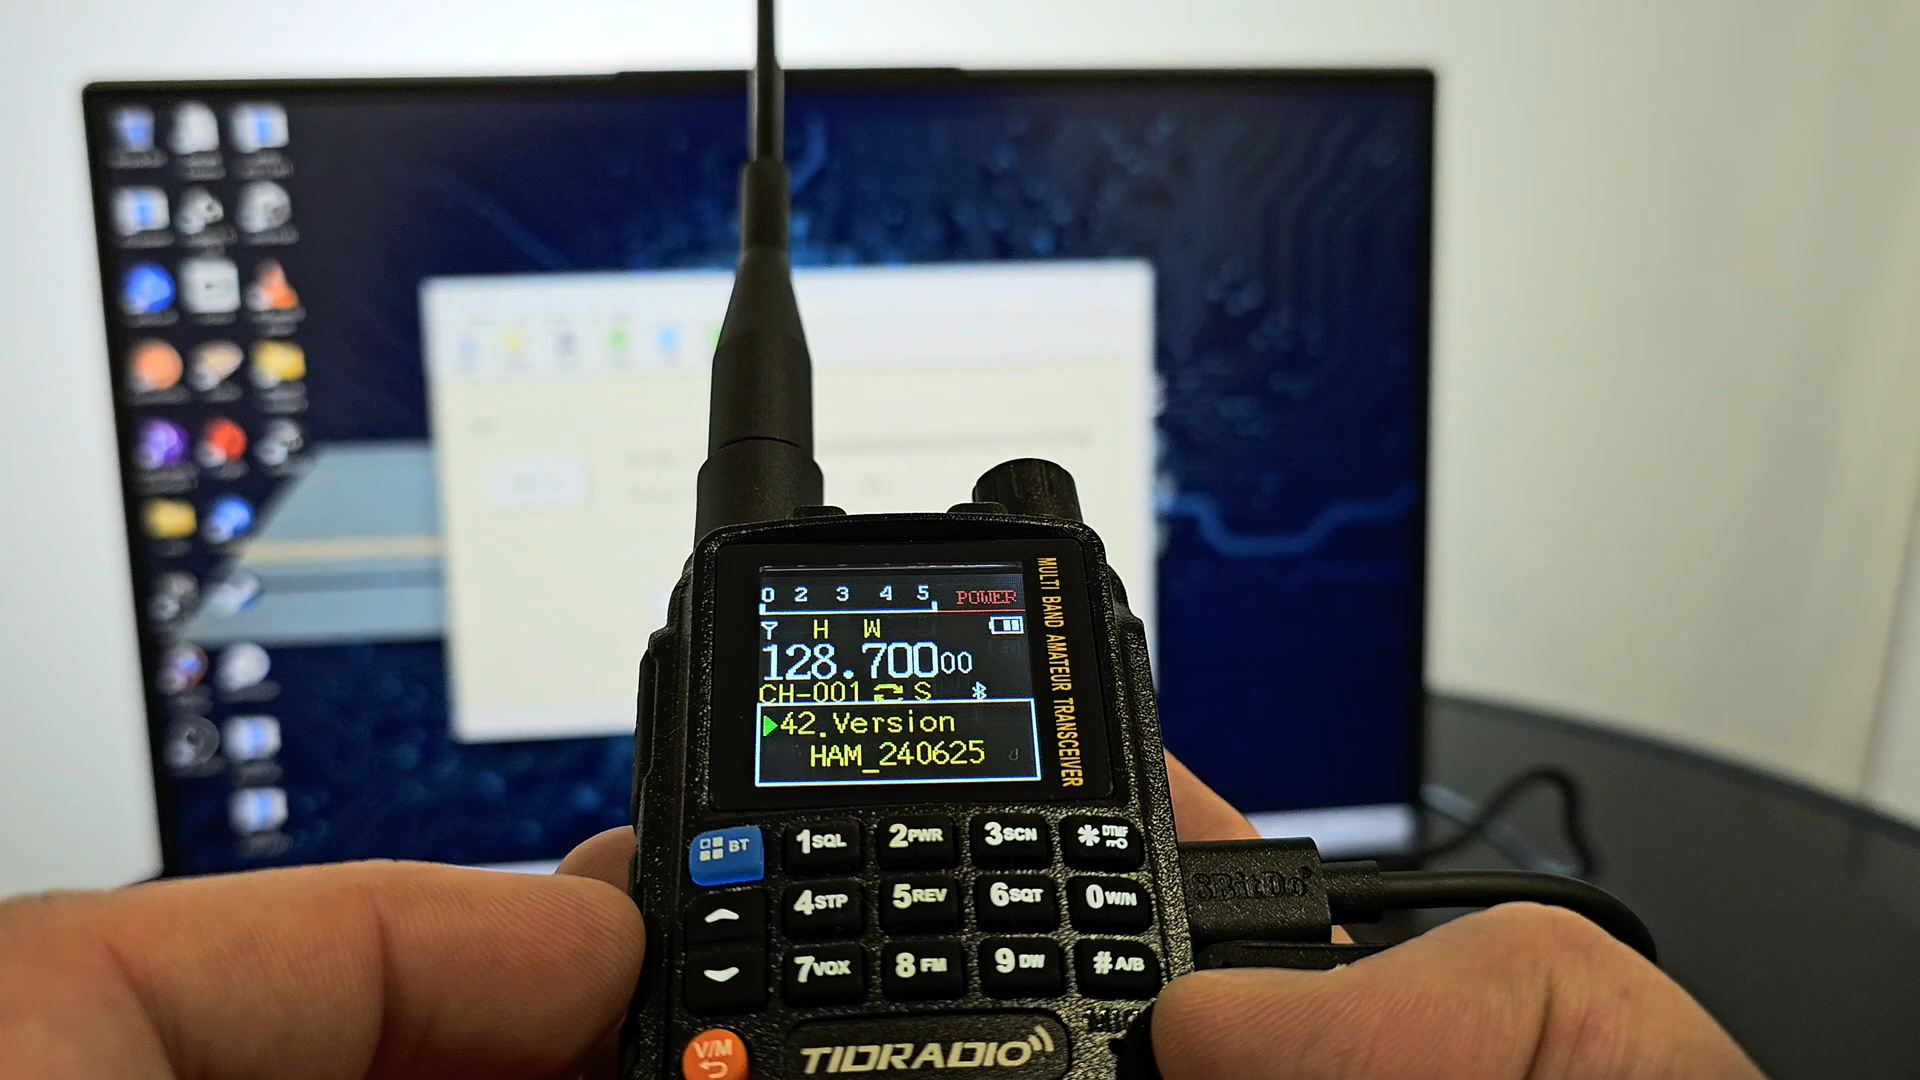 0 2 3 4 5 POWER
H W
128.70000
CH-001 S
42.Version
HAM_240625
MULTI BAND AMATEUR TRANSCEIVER
BT 1SQL 2PWR 3SCN *DTMF
4STP 5REV 6SQT 0W/N
7VOX 8FM 9DW #A/B
V/M
TIDRADIO
8BitDo